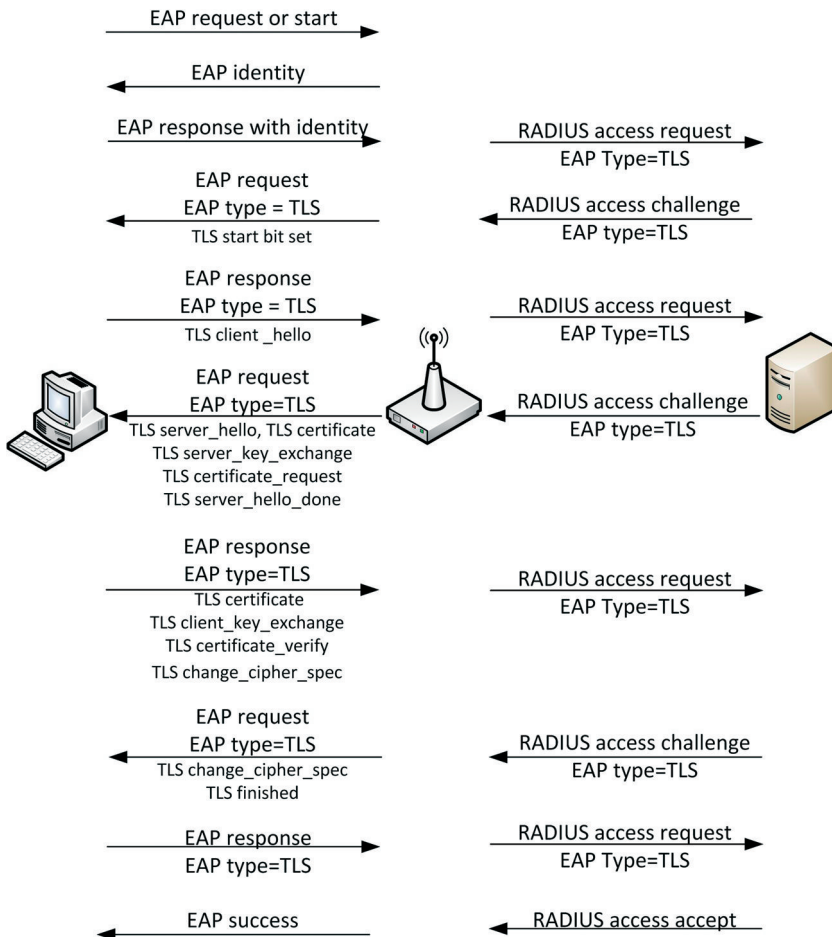 EAP request or start
EAP identity
EAP response with identity
RADIUS access request
EAP Type=TLS
EAP request
EAP type = TLS
TLS start bit set
RADIUS access challenge
EAP type=TLS
EAP response
EAP type = TLS
TLS client _hello
RADIUS access request
EAP Type=TLS
EAP request
EAP type=TLS
TLS server_hello, TLS certificate
TLS server_key_exchange
TLS certificate_request
TLS server_hello_done
RADIUS access challenge
EAP type=TLS
EAP response
EAP type=TLS
TLS certificate
TLS client_key_exchange
TLS certificate_verify
TLS change_cipher_spec
RADIUS access request
EAP Type=TLS
EAP request
EAP type=TLS
TLS change_cipher_spec
TLS finished
RADIUS access challenge
EAP type=TLS
EAP response
EAP type=TLS
RADIUS access request
EAP Type=TLS
EAP success
RADIUS access accept